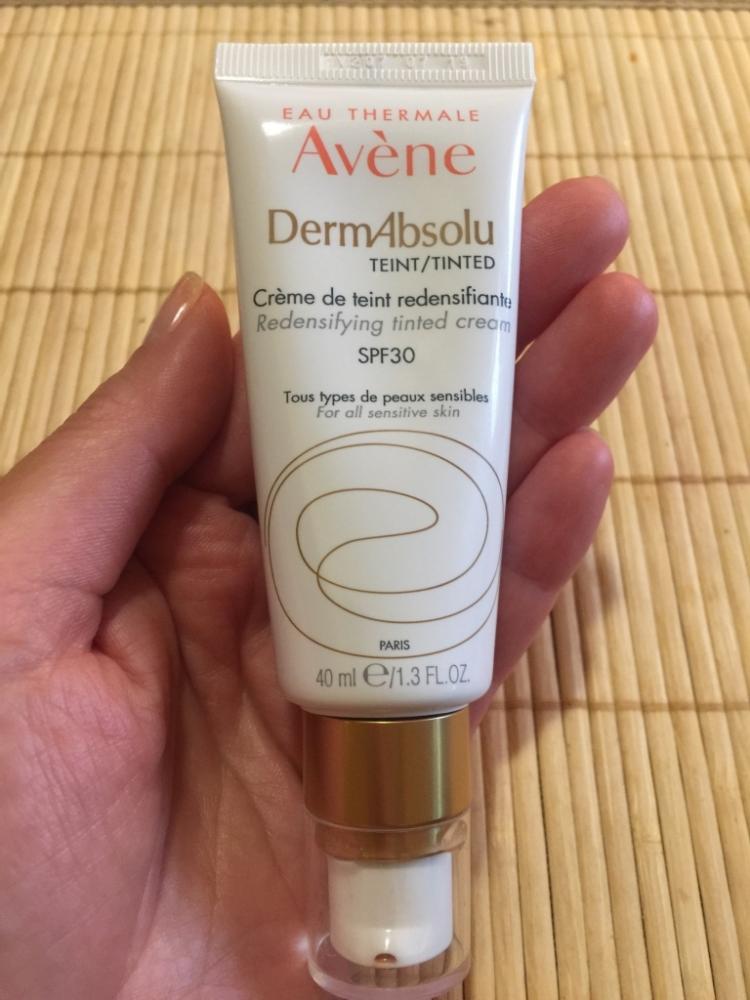 EAU THERMALE
Avène
DermAbsolu
TEINT/TINTED
Crème de teint redensifiante
Redensifying tinted cream
SPF30
Tous types de peaux sensibles
For all sensitive skin
PARIS
40 ml e/1.3 FL.OZ.